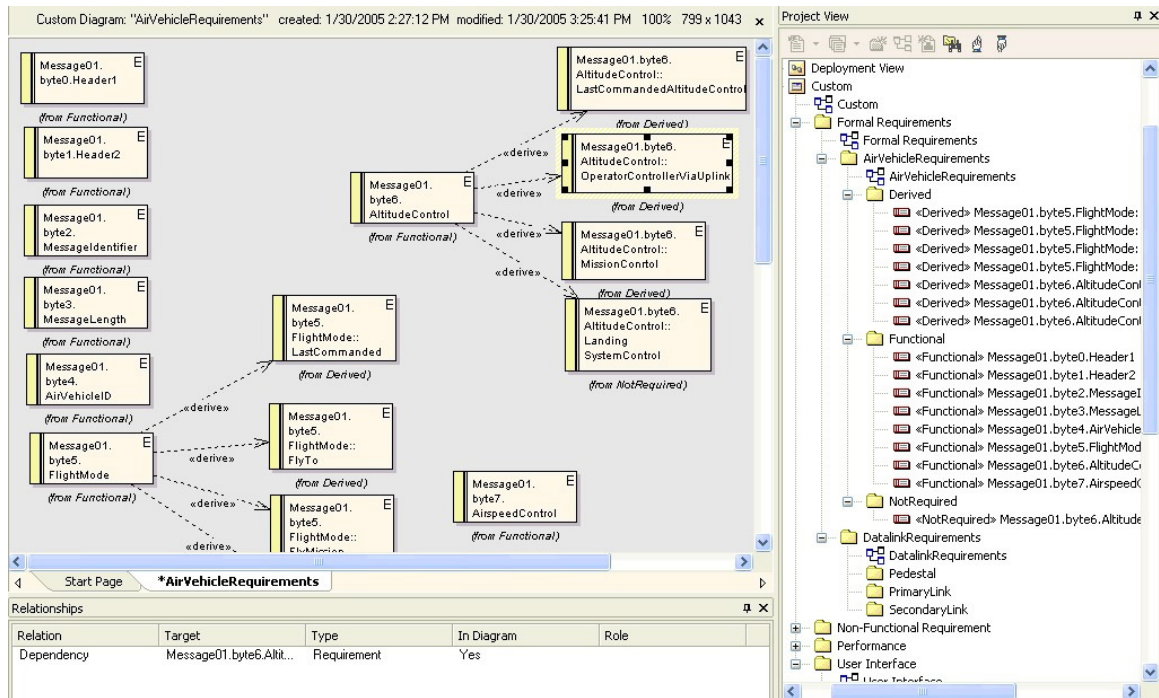 Custom Diagram: "AirVehicleRequirements" created: 1/30/2005 2:27:12 PM modified: 1/30/2005 3:25:41 PM 100% 799 x 1043
Message01.
byte0.Header1
E
(from Functional)
Message01.
byte1.Header2
E
(from Functional)
Message01.
byte2.
MessageIdentifier
E
(from Functional)
Message01.
byte3.
MessageLength
E
(from Functional)
Message01.
byte4.
AirVehicleID
E
(from Functional)
Message01.
byte5.
FlightMode
E
(from Functional)
«derive»
«derive»
«derive»
«derive»
Message01.
byte5.
FlightMode::
LastCommanded
E
(from Derived)
Message01.
byte5.
FlightMode::
FlyTo
E
(from Derived)
Message01.
byte5.
FlightMode::
FlyMission
E
Message01.
byte6.
AltitudeControl
E
(from Functional)
«derive»
«derive»
«derive»
«derive»
Message01.byte6.
AltitudeControl::
LastCommandedAltitudeControl
E
(from Derived)
Message01.byte6.
AltitudeControl::
OperatorControllerViaUplink
E
(from Derived)
Message01.byte6.
AltitudeControl::
MissionConrtol
E
(from Derived)
Message01.byte6.
AltitudeControl::
Landing
SystemControl
E
(from NotRequired)
Message01.
byte7.
AirspeedControl
E
(from Functional)
Start Page
*AirVehicleRequirements
Relationships
Relation Target Type In Diagram Role
Dependency Message01.byte6.Altit... Requirement Yes
Project View
Deployment View
Custom
Custom
Formal Requirements
Formal Requirements
AirVehicleRequirements
AirVehicleRequirements
Derived
«Derived» Message01.byte5.FlightMode:
«Derived» Message01.byte5.FlightMode:
«Derived» Message01.byte5.FlightMode:
«Derived» Message01.byte6.AltitudeCont
«Derived» Message01.byte6.AltitudeCont
«Derived» Message01.byte6.AltitudeCont
Functional
«Functional» Message01.byte0.Header1
«Functional» Message01.byte1.Header2
«Functional» Message01.byte2.MessageI
«Functional» Message01.byte3.MessageL
«Functional» Message01.byte4.AirVehicle
«Functional» Message01.byte5.FlightMod
«Functional» Message01.byte6.AltitudeC
«Functional» Message01.byte7.AirspeedC
NotRequired
«NotRequired» Message01.byte6.Altitude
DatalinkRequirements
DatalinkRequirements
Pedestal
PrimaryLink
SecondaryLink
Non-Functional Requirement
Performance
User Interface
User Interface